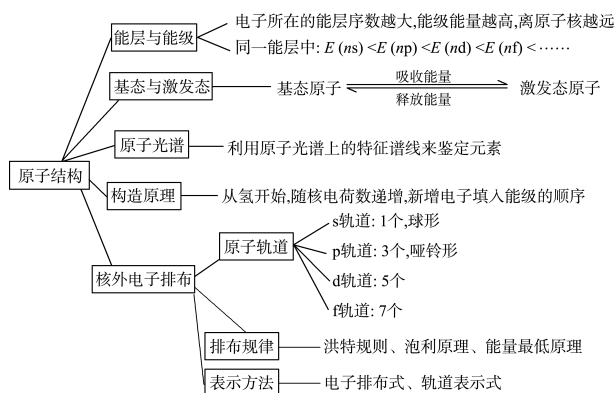 电子所在的能层序数越大,能级能量越高,离原子核越远
能层与能级
同一能层中: E (ns) <E (np) <E (nd) <E (nf) <……
基态与激发态
基态原子
吸收能量
释放能量
激发态原子
原子光谱
利用原子光谱上的特征谱线来鉴定元素
原子结构
构造原理
从氢开始,随核电荷数递增,新增电子填入能级的顺序
核外电子排布
原子轨道
s轨道: 1个,球形
p轨道: 3个,哑铃形
d轨道: 5个
f轨道: 7个
排布规律
洪特规则、泡利原理、能量最低原理
表示方法
电子排布式、轨道表示式